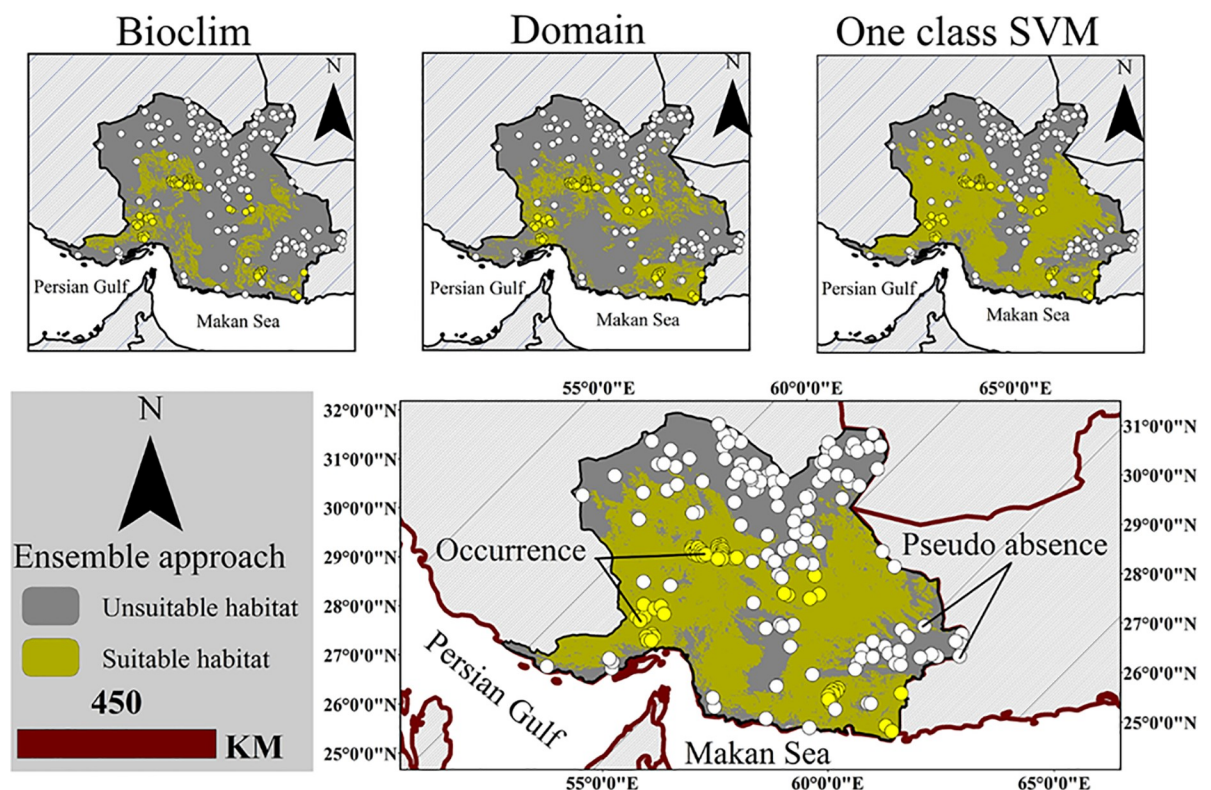 Bioclim
Domain
One class SVM
N
N
N
Persian Gulf
Makan Sea
Persian Gulf
Makan Sea
Persian Gulf
Makan Sea
N
Ensemble approach
Unsuitable habitat
Suitable habitat
450
KM
55°0'0"E
60°0'0"E
65°0'0"E
32°0'0"N
31°0'0"N
30°0'0"N
29°0'0"N
28°0'0"N
27°0'0"N
26°0'0"N
25°0'0"N
Occurrence
Pseudo absence
Persian Gulf
Makan Sea
31°0'0"N
30°0'0"N
29°0'0"N
28°0'0"N
27°0'0"N
26°0'0"N
25°0'0"N
55°0'0"E
60°0'0"E
65°0'0"E